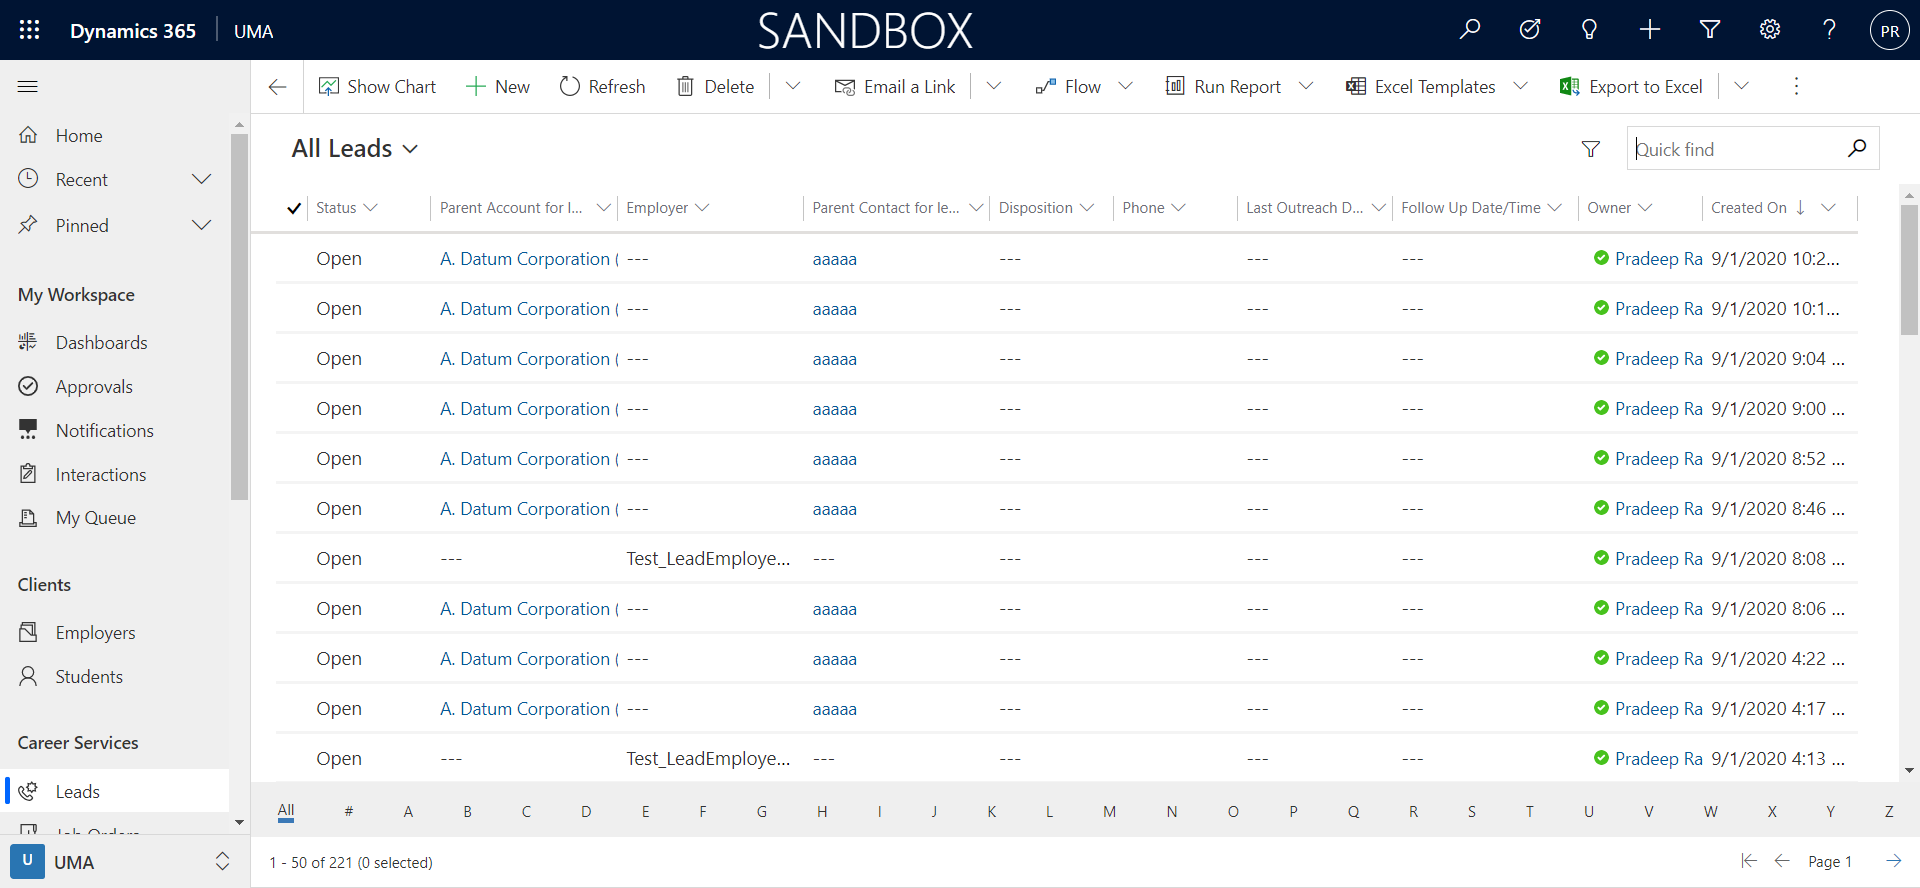 Dynamics 365 UMA SANDBOX PR
Show Chart New Refresh Delete Email a Link Flow Run Report Excel Templates Export to Excel
Home
Recent
Pinned
My Workspace
Dashboards
Approvals
Notifications
Interactions
My Queue
Clients
Employers
Students
Career Services
Leads
Job Orders
U UMA
All Leads Quick find
Status Parent Account for l... Employer Parent Contact for le... Disposition Phone Last Outreach D... Follow Up Date/Time Owner Created On
Open A. Datum Corporation ( --- aaaaa --- --- --- Pradeep Ra 9/1/2020 10:2...
Open A. Datum Corporation ( --- aaaaa --- --- --- Pradeep Ra 9/1/2020 10:1...
Open A. Datum Corporation ( --- aaaaa --- --- --- Pradeep Ra 9/1/2020 9:04 ...
Open A. Datum Corporation ( --- aaaaa --- --- --- Pradeep Ra 9/1/2020 9:00 ...
Open A. Datum Corporation ( --- aaaaa --- --- --- Pradeep Ra 9/1/2020 8:52 ...
Open A. Datum Corporation ( --- aaaaa --- --- --- Pradeep Ra 9/1/2020 8:46 ...
Open --- Test_LeadEmploye... --- --- --- --- Pradeep Ra 9/1/2020 8:08 ...
Open A. Datum Corporation ( --- aaaaa --- --- --- Pradeep Ra 9/1/2020 8:06 ...
Open A. Datum Corporation ( --- aaaaa --- --- --- Pradeep Ra 9/1/2020 4:22 ...
Open A. Datum Corporation ( --- aaaaa --- --- --- Pradeep Ra 9/1/2020 4:17 ...
Open --- Test_LeadEmploye... --- --- --- --- Pradeep Ra 9/1/2020 4:13 ...
All # A B C D E F G H I J K L M N O P Q R S T U V W X Y Z
1 - 50 of 221 (0 selected) Page 1